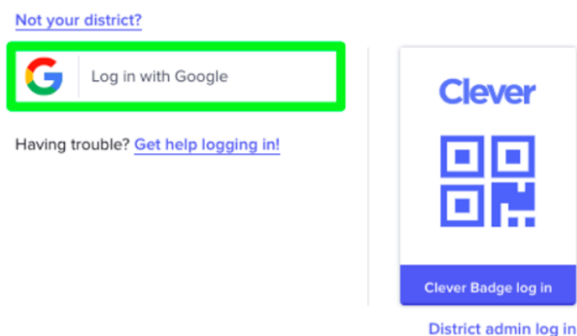 Not your district?
Log in with Google
Having trouble? Get help logging in!
Clever
Clever Badge log in
District admin log in